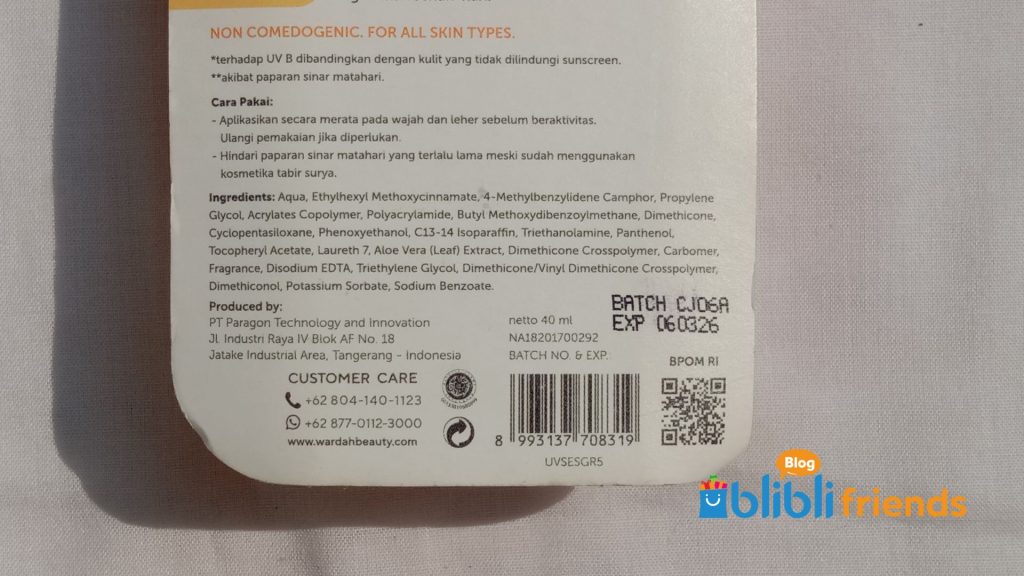 NON COMEDOGENIC. FOR ALL SKIN TYPES.
*terhadap UV B dibandingkan dengan kulit yang tidak dilindungi sunscreen.
**akibat paparan sinar matahari.
Cara Pakai:
- Aplikasikan secara merata pada wajah dan leher sebelum beraktivitas.
Ulangi pemakaian jika diperlukan.
- Hindari paparan sinar matahari yang terlalu lama meski sudah menggunakan
kosmetika tabir surya.
Ingredients: Aqua, Ethylhexyl Methoxycinnamate, 4-Methylbenzylidene Camphor, Propylene
Glycol, Acrylates Copolymer, Polyacrylamide, Butyl Methoxydibenzoylmethane, Dimethicone,
Cyclopentasiloxane, Phenoxyethanol, C13-14 Isoparaffin, Triethanolamine, Panthenol,
Tocopheryl Acetate, Laureth 7, Aloe Vera (Leaf) Extract, Dimethicone Crosspolymer, Carbomer,
Fragrance, Disodium EDTA, Triethylene Glycol, Dimethicone/Vinyl Dimethicone Crosspolymer,
Dimethiconol, Potassium Sorbate, Sodium Benzoate.
Produced by:
PT Paragon Technology and Innovation
Jl. Industri Raya IV Blok AF No. 18
Jatake Industrial Area, Tangerang - Indonesia
BATCH CJ06A
EXP 060326
netto 40 ml
NA18201700292
BATCH NO. & EXP.:
BPOM RI
CUSTOMER CARE
+62 804-140-1123
+62 877-0112-3000
www.wardahbeauty.com
8 993137 708319
UVSESGR5
Blog
blibli friends